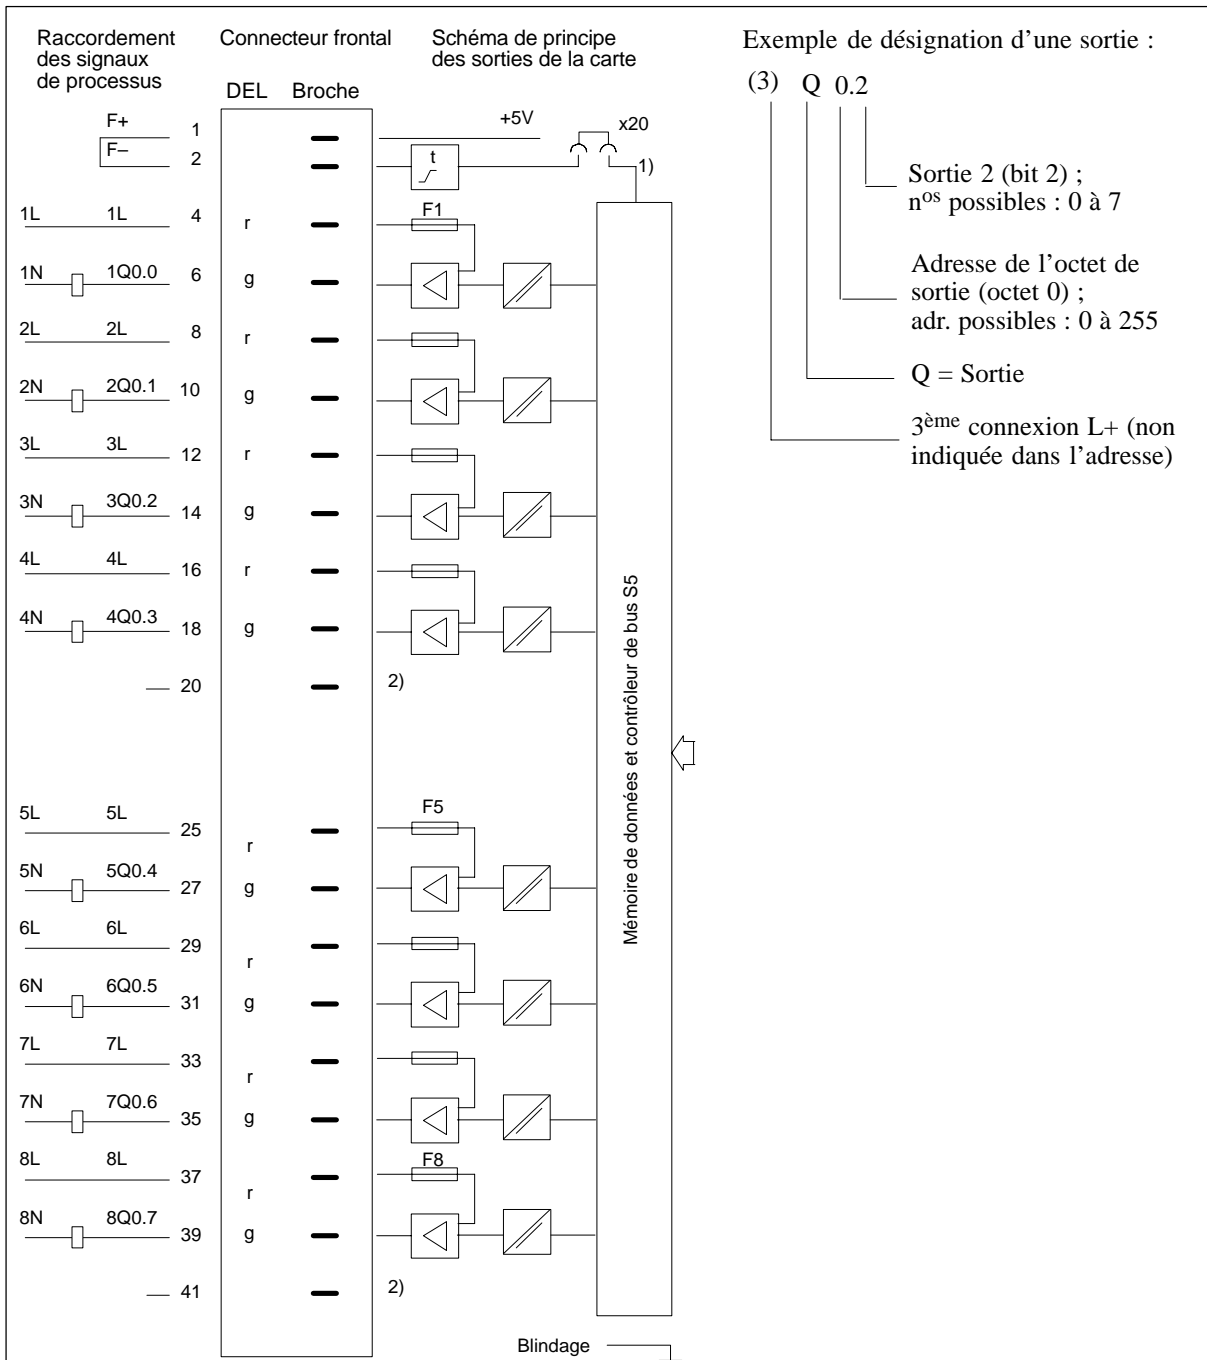 Raccordement
des signaux
de processus
Connecteur frontal
Schéma de principe
des sorties de la carte
DEL Broche
F+ 1 +5V x20
F– 2 t 1)
1L 1L 4 r F1
1N 1Q0.0 6 g
2L 2L 8 r
2N 2Q0.1 10 g
3L 3L 12 r
3N 3Q0.2 14 g
4L 4L 16 r
4N 4Q0.3 18 g
20 2)
5L 5L 25 r F5
5N 5Q0.4 27 g
6L 6L 29 r
6N 6Q0.5 31 g
7L 7L 33 r
7N 7Q0.6 35 g
8L 8L 37 r F8
8N 8Q0.7 39 g
41 2)
Mémoire de données et contrôleur de bus S5
Blindage
Exemple de désignation d’une sortie :
(3) Q 0.2
Sortie 2 (bit 2) ;
nos possibles : 0 à 7
Adresse de l’octet de
sortie (octet 0) ;
adr. possibles : 0 à 255
Q = Sortie
3ème connexion L+ (non
indiquée dans l’adresse)